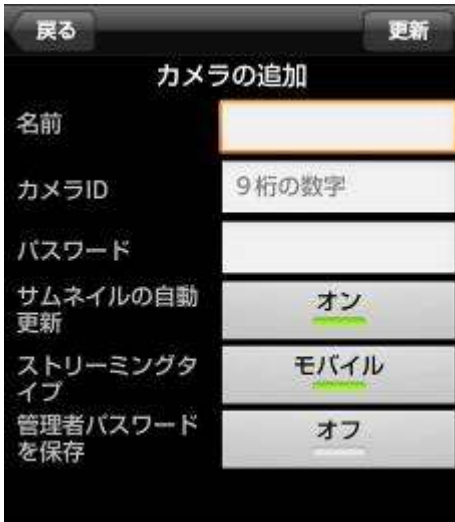 戻る
更新
カメラの追加
名前
カメラID
9桁の数字
パスワード
サムネイルの自動
更新
オン
ストリーミングタ
イプ
モバイル
管理者パスワード
を保存
オフ